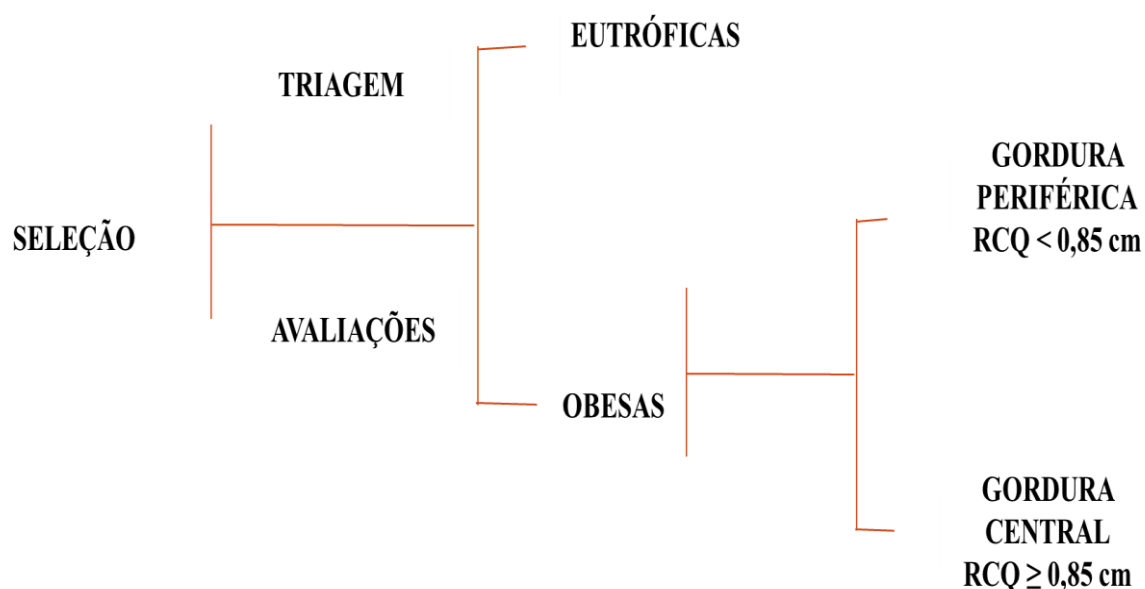 EUTRÓFICAS
TRIAGEM
SELEÇÃO
AVALIAÇÕES
OBESAS
GORDURA
PERIFÉRICA
RCQ < 0,85 cm
GORDURA
CENTRAL
RCQ ≥ 0,85 cm